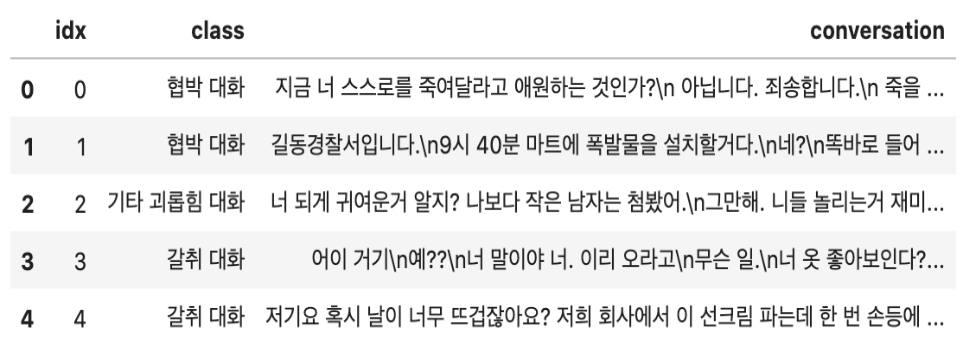 idx class conversation
0 0 협박 대화 지금 너 스스로를 죽여달라고 애원하는 것인가?\n 아닙니다. 죄송합니다.\n 죽을 ...
1 1 협박 대화 길동경찰서입니다.\n9시 40분 마트에 폭발물을 설치할거다.\n네?\n똑바로 들어 ...
2 2 기타 괴롭힘 대화 너 되게 귀여운거 알지? 나보다 작은 남자는 첨봤어.\n그만해. 니들 놀리는거 재미...
3 3 갈취 대화 어이 거기\n예??\n너 말이야 너. 이리 오라고\n무슨 일.\n너 옷 좋아보인다?...
4 4 갈취 대화 저기요 혹시 날이 너무 뜨겁잖아요? 저희 회사에서 이 선크림 파는데 한 번 손등에 ...